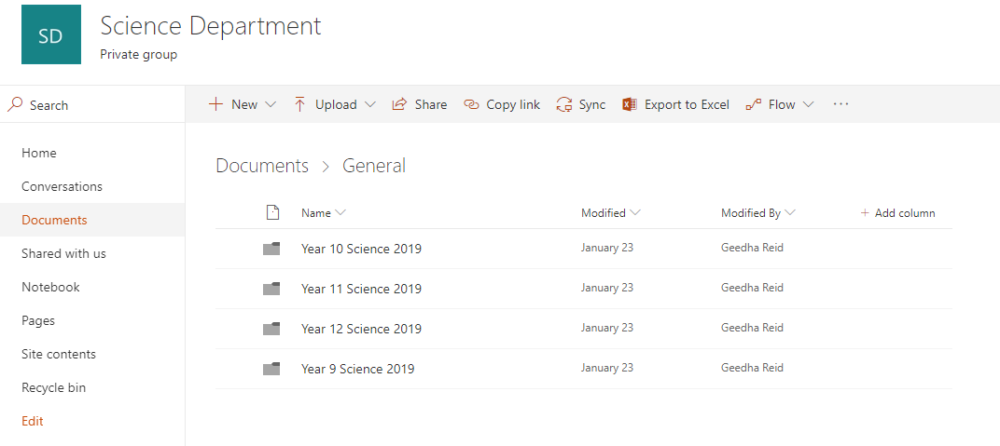 SD
Science Department
Private group
Search
New Upload Share Copy link Sync Export to Excel Flow ...
Home
Conversations
Documents
Shared with us
Notebook
Pages
Site contents
Recycle bin
Edit
Documents > General
Name Modified Modified By + Add column
Year 10 Science 2019 January 23 Geedha Reid
Year 11 Science 2019 January 23 Geedha Reid
Year 12 Science 2019 January 23 Geedha Reid
Year 9 Science 2019 January 23 Geedha Reid